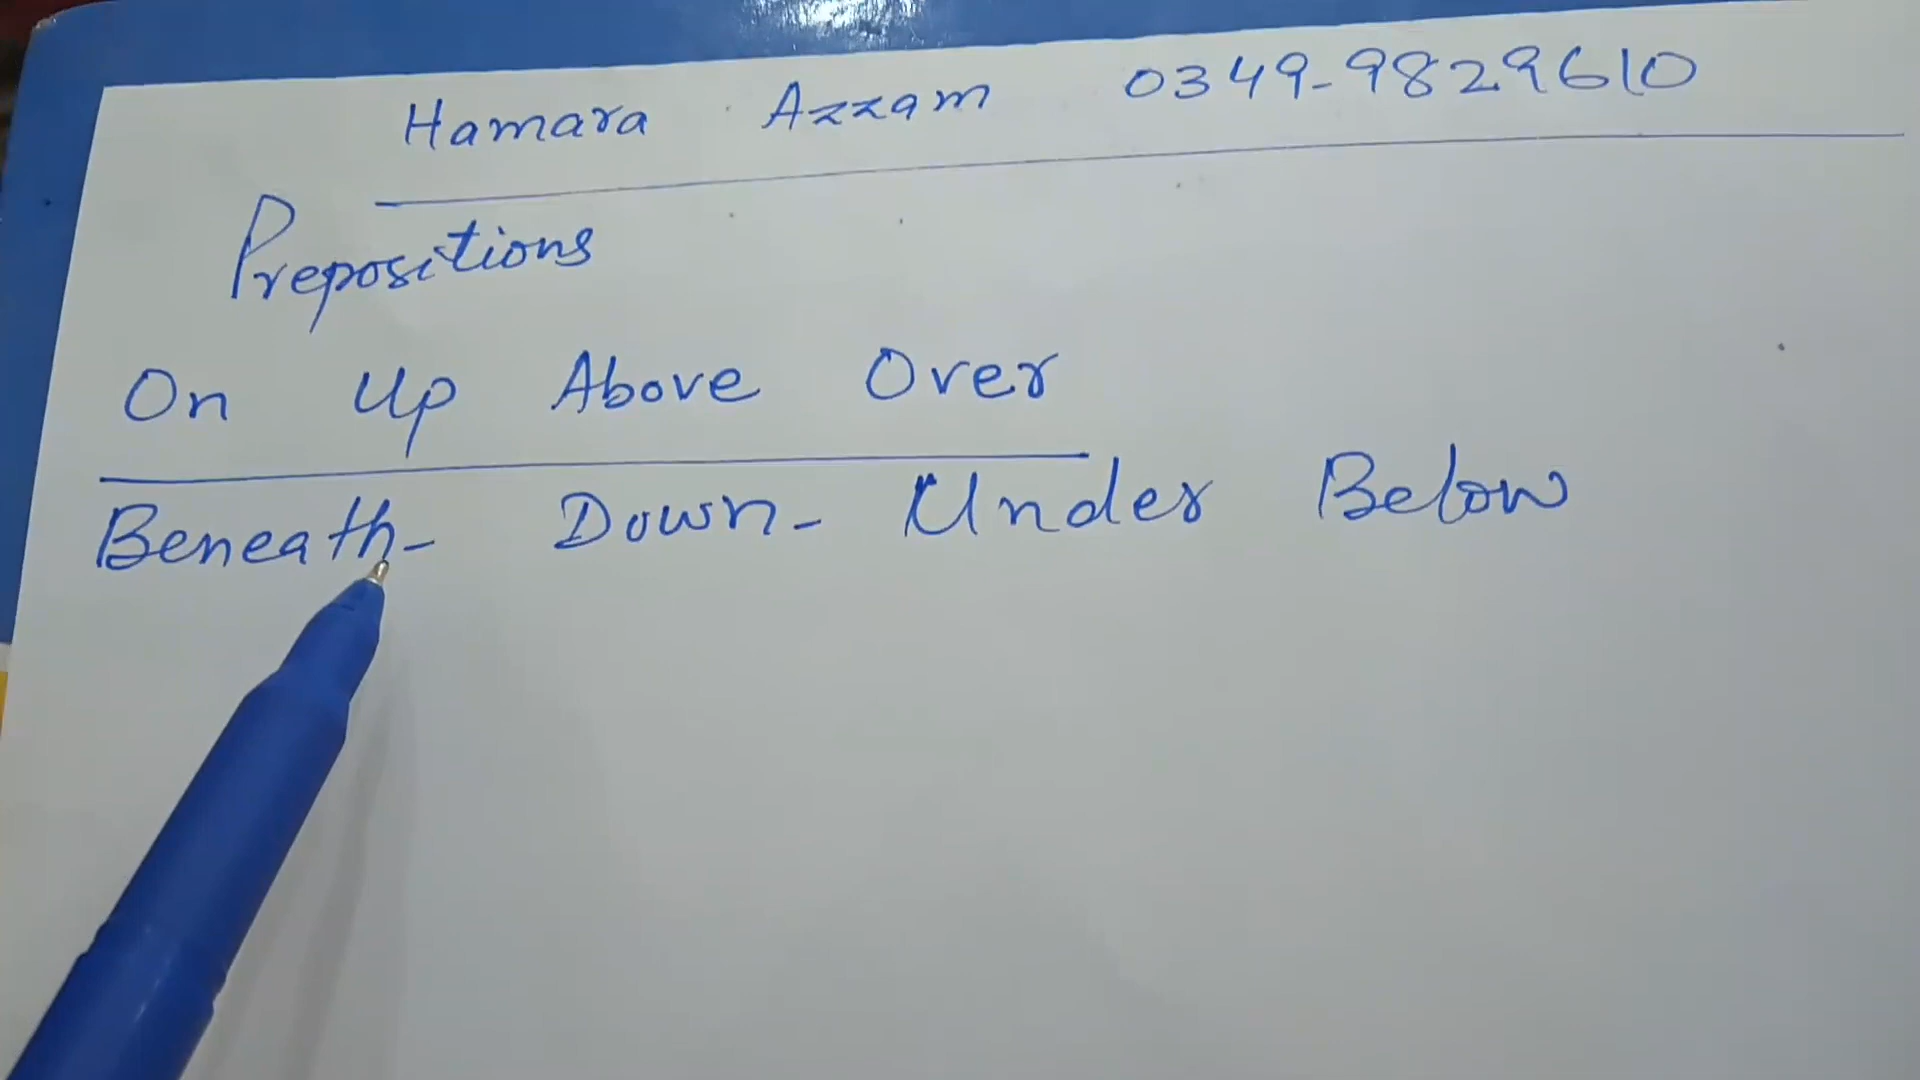 Hamara Azzam 0349-9829610
Prepositions
On Up Above Over
Beneath- Down- Under Below